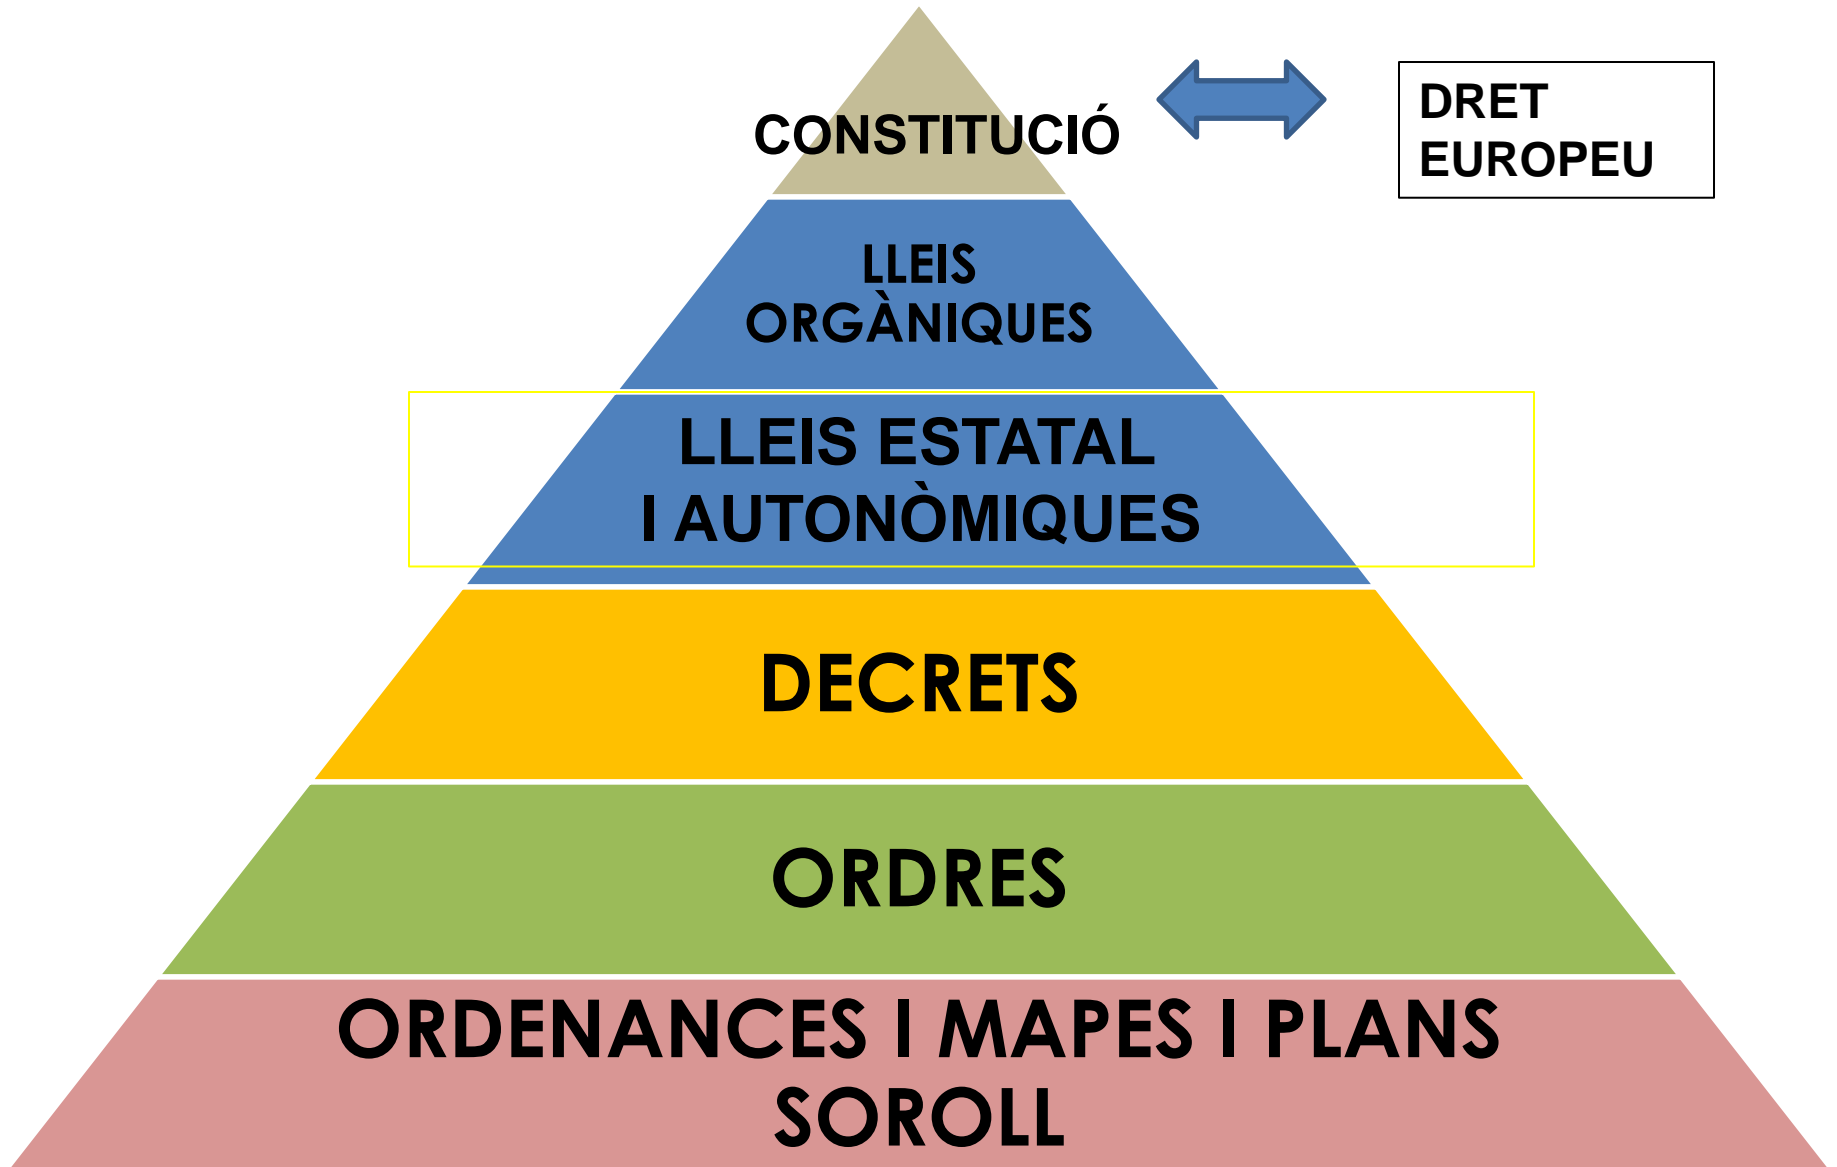 CONSTITUCIÓ
DRET
EUROPEU
LLEIS
ORGÀNIQUES
LLEIS ESTATAL
I AUTONÒMIQUES
DECRETS
ORDRES
ORDENANCES I MAPES I PLANS
SOROLL